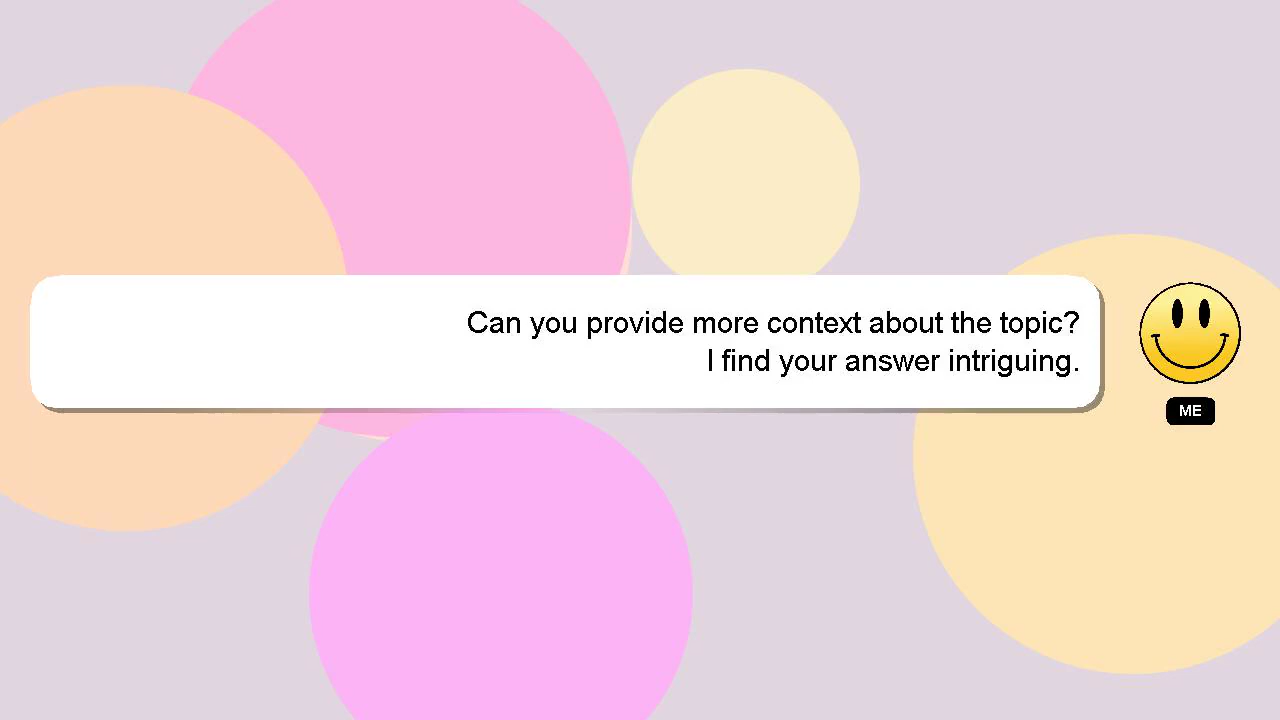 Can you provide more context about the topic?
I find your answer intriguing.
ME